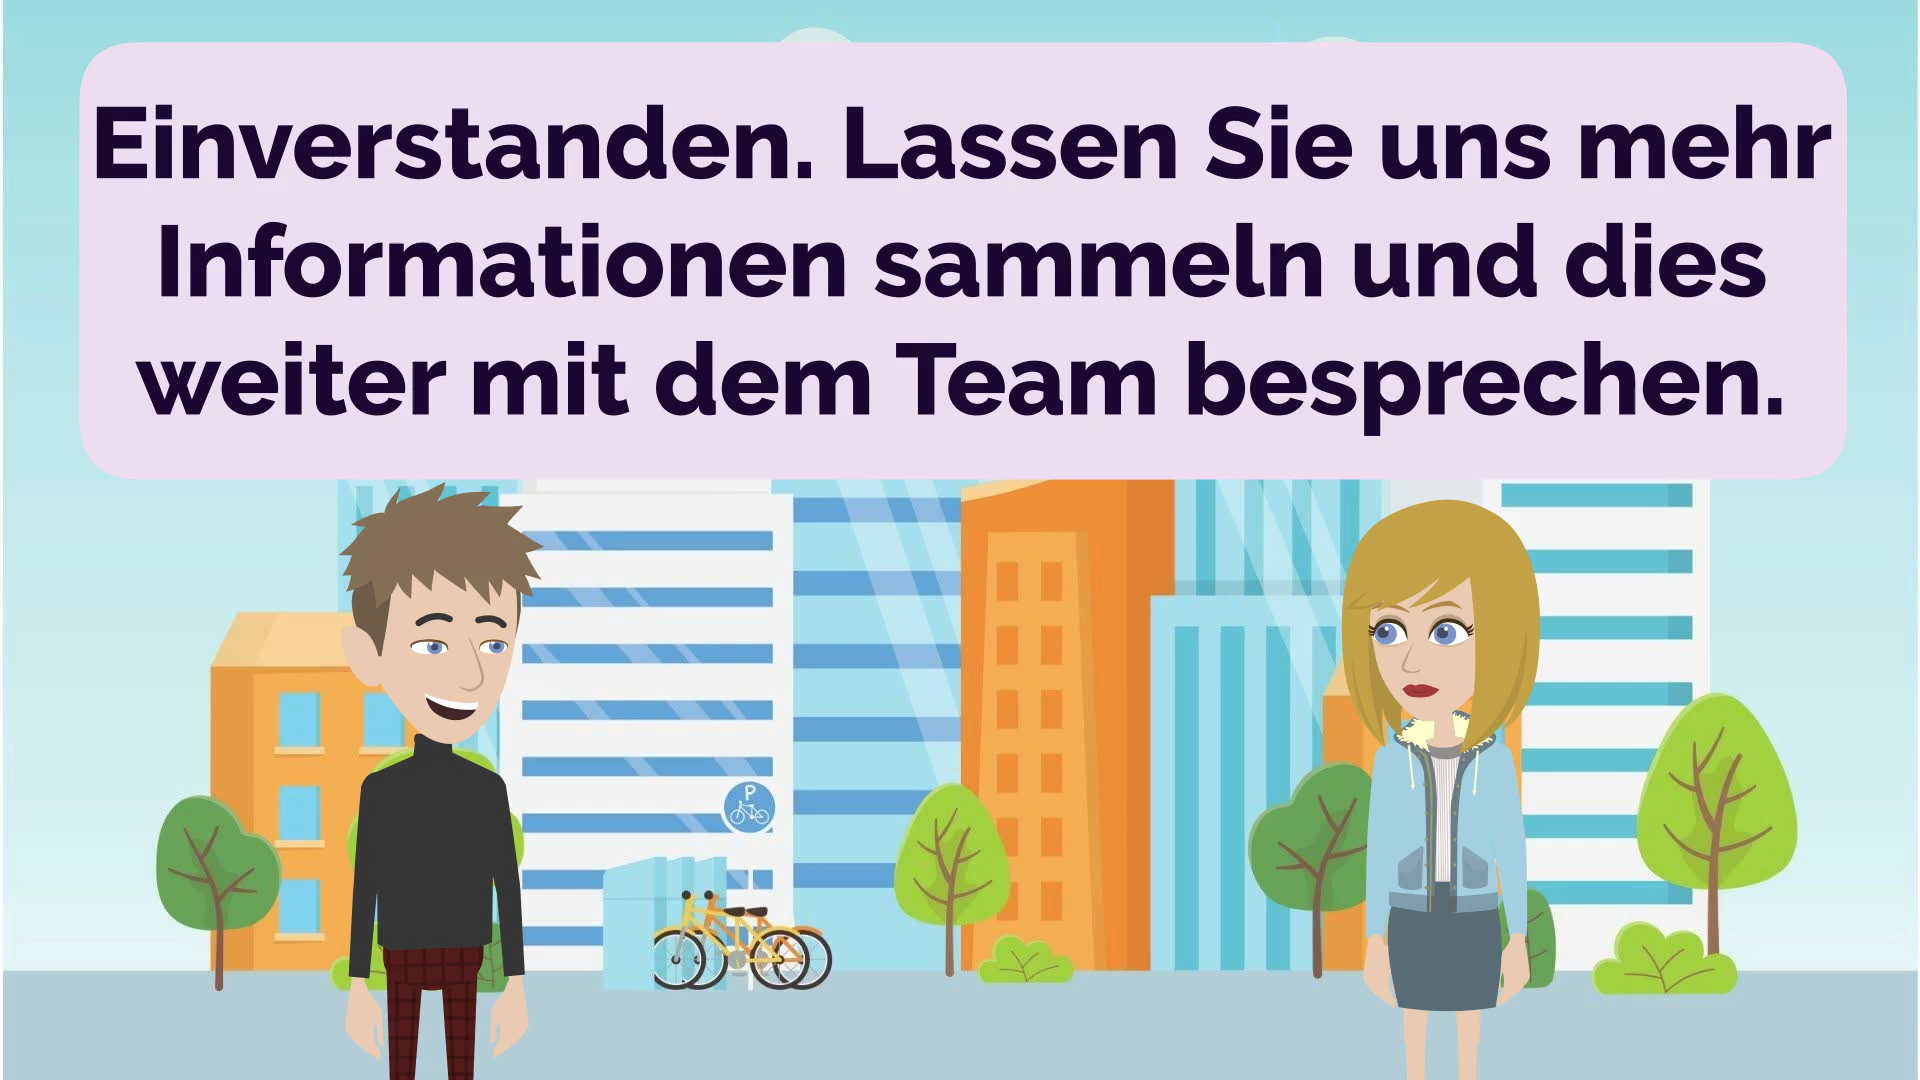 Einverstanden. Lassen Sie uns mehr
Informationen sammeln und dies
weiter mit dem Team besprechen.
P